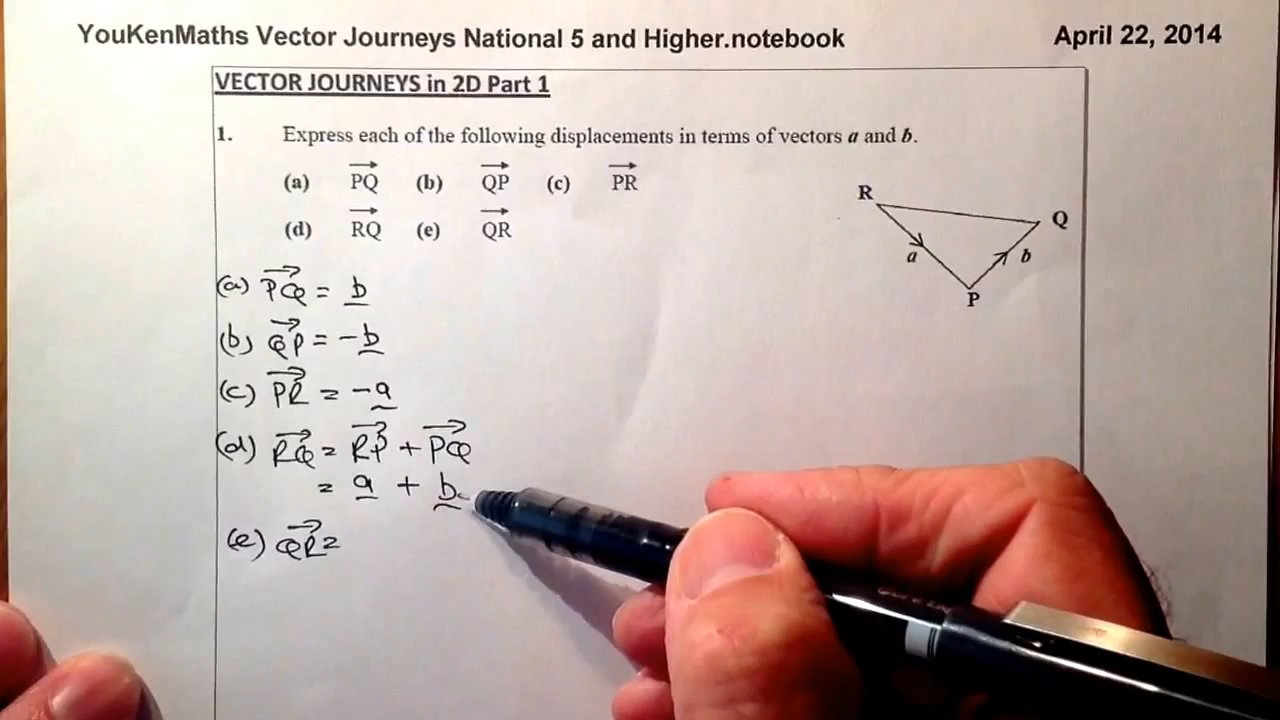 YouKenMaths Vector Journeys National 5 and Higher.notebook April 22, 2014
VECTOR JOURNEYS in 2D Part 1
1. Express each of the following displacements in terms of vectors a and b.
(a) PQ (b) QP (c) PR
(d) RQ (e) QR
R
Q
a
b
P
(a) PQ = b
(b) QP = -b
(c) PR = -a
(d) RQ = RP + PQ
= a + b
(e) QR =